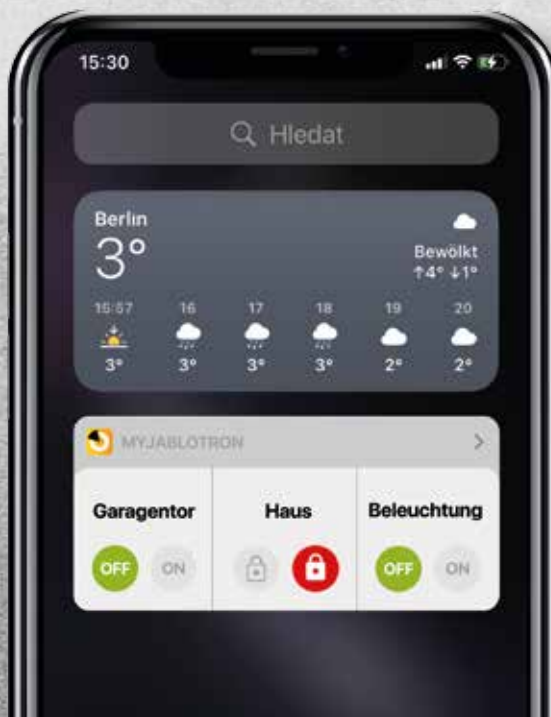 15:30
Hledat
Berlin
3°
Bewölkt
↑4° ↓1°
15:57 16 17 18 19 20
3° 3° 3° 3° 2° 2°
MYJABLOTRON
Garagentor Haus Beleuchtung
OFF ON OFF ON